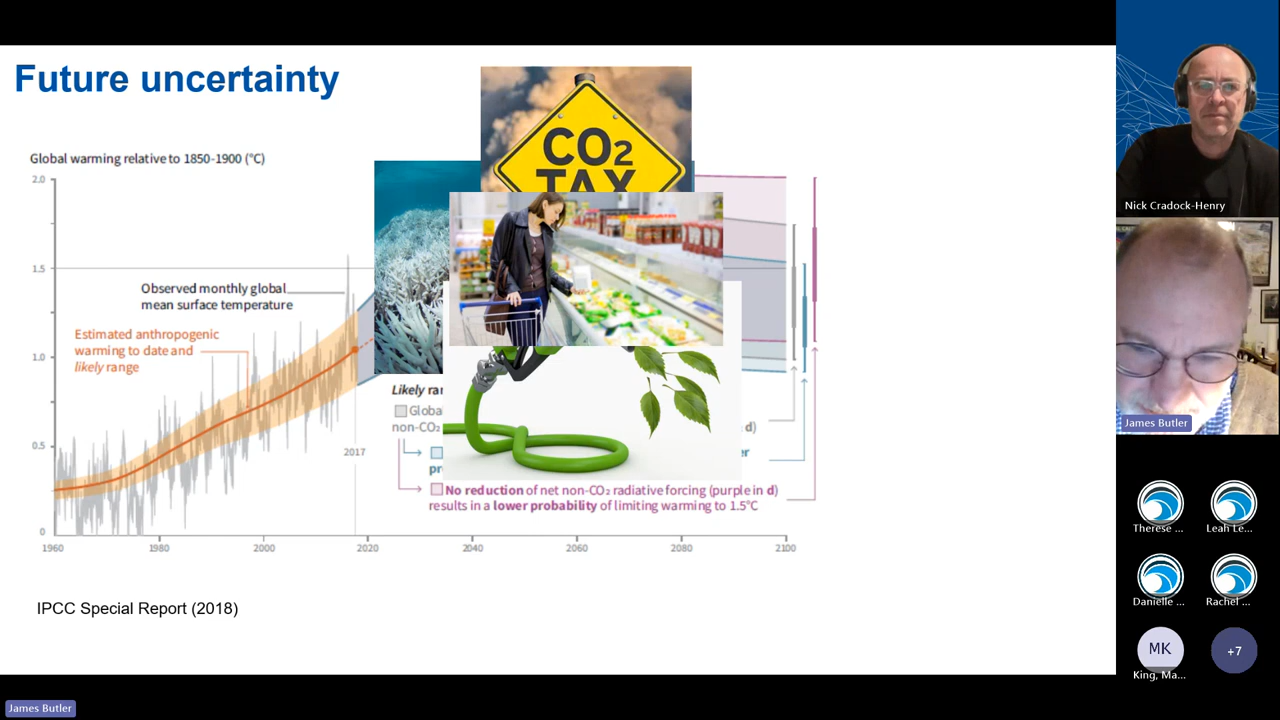 Future uncertainty
CO2
TAX
Global warming relative to 1850-1900 (°C)
2.0
1.5
1.0
0.5
0
Observed monthly global
mean surface temperature
Estimated anthropogenic
warming to date and
likely range
2017
Likely
Global
non-CO₂
d)
No reduction of net non-CO₂ radiative forcing (purple in d)
results in a lower probability of limiting warming to 1.5°C
1960
1980
2000
2020
2040
2060
2080
2100
IPCC Special Report (2018)
Nick Cradock-Henry
James Butler
Therese ...
Leah Le...
Danielle ...
Rachel ...
MK
King, Ma...
+7
James Butler